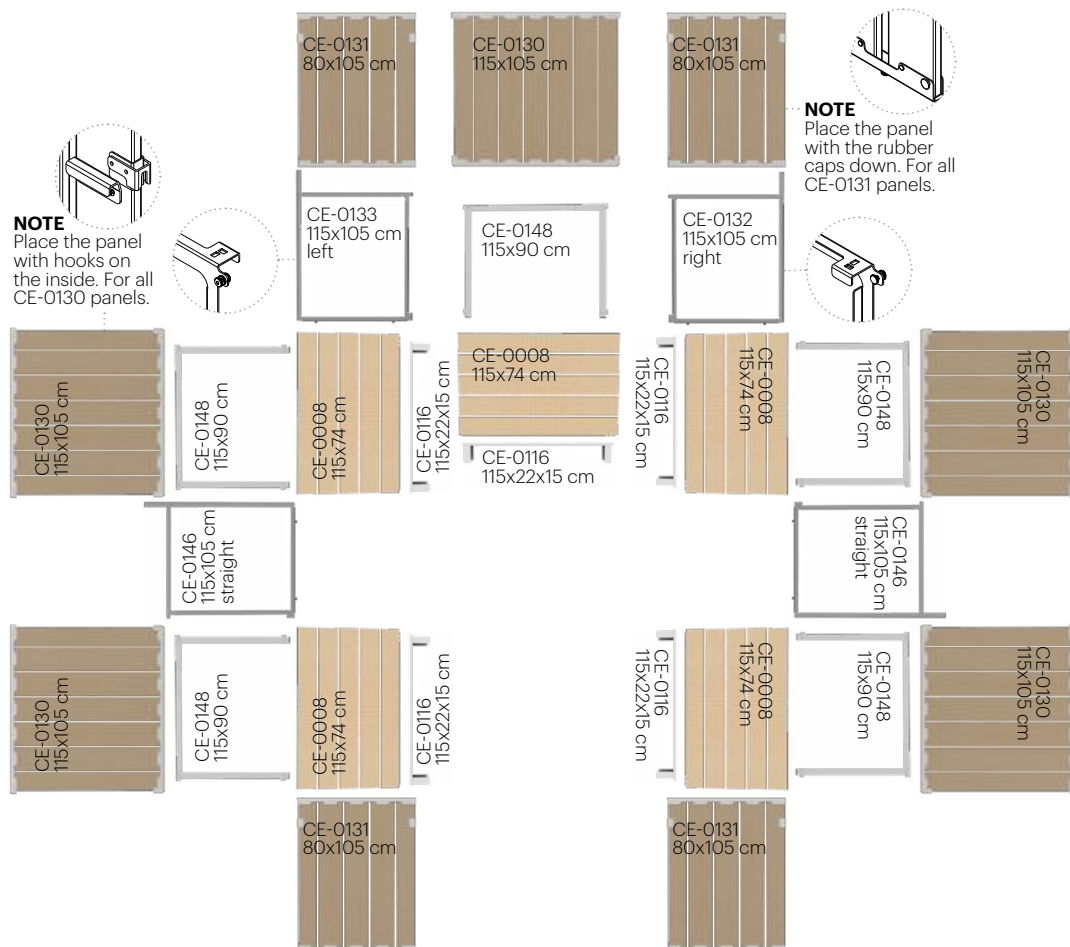 CE-0131
80x105 cm
CE-0130
115x105 cm
CE-0131
80x105 cm
NOTE
Place the panel
with the rubber
caps down. For all
CE-0131 panels.
NOTE
Place the panel
with hooks on
the inside. For all
CE-0130 panels.
CE-0133
115x105 cm
left
CE-0148
115x90 cm
CE-0132
115x105 cm
right
CE-0130
115x105 cm
CE-0148
115x90 cm
CE-0008
115x74 cm
CE-0116
115x22x15 cm
CE-0008
115x74 cm
CE-0116
115x22x15 cm
CE-0116
115x22x15 cm
CE-0008
115x74 cm
CE-0148
115x90 cm
CE-0130
115x105 cm
CE-0146
115x105 cm
straight
CE-0146
115x105 cm
straight
CE-0130
115x105 cm
CE-0148
115x90 cm
CE-0008
115x74 cm
CE-0116
115x22x15 cm
CE-0116
115x22x15 cm
CE-0008
115x74 cm
CE-0148
115x90 cm
CE-0130
115x105 cm
CE-0131
80x105 cm
CE-0131
80x105 cm